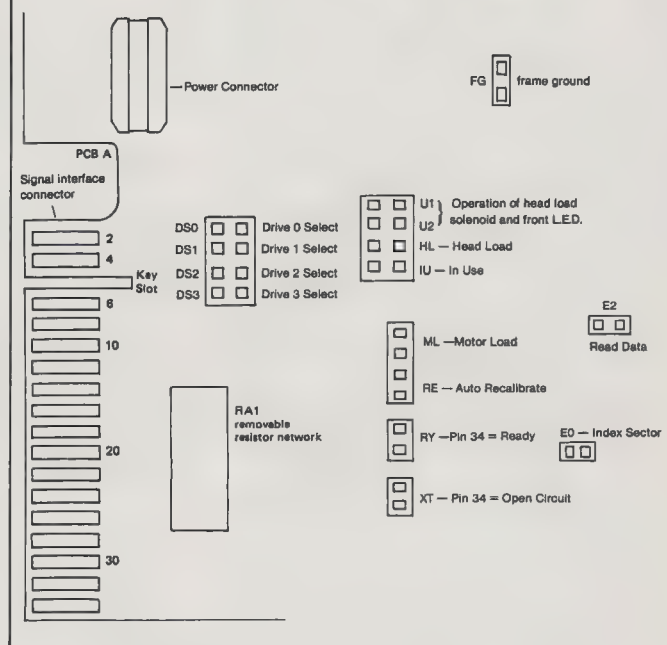 Power Connector
FG
frame ground
PCB A
Signal interface
connector
2
4
Key
Slot
6
10
20
30
DS0
Drive 0 Select
DS1
Drive 1 Select
DS2
Drive 2 Select
DS3
Drive 3 Select
U1
U2
Operation of head load
solenoid and front L.E.D.
HL — Head Load
IU — In Use
E2
Read Data
ML —Motor Load
RE — Auto Recalibrate
RA1
removable
resistor network
RY —Pin 34 = Ready
E0 — Index Sector
XT — Pin 34 = Open Circuit